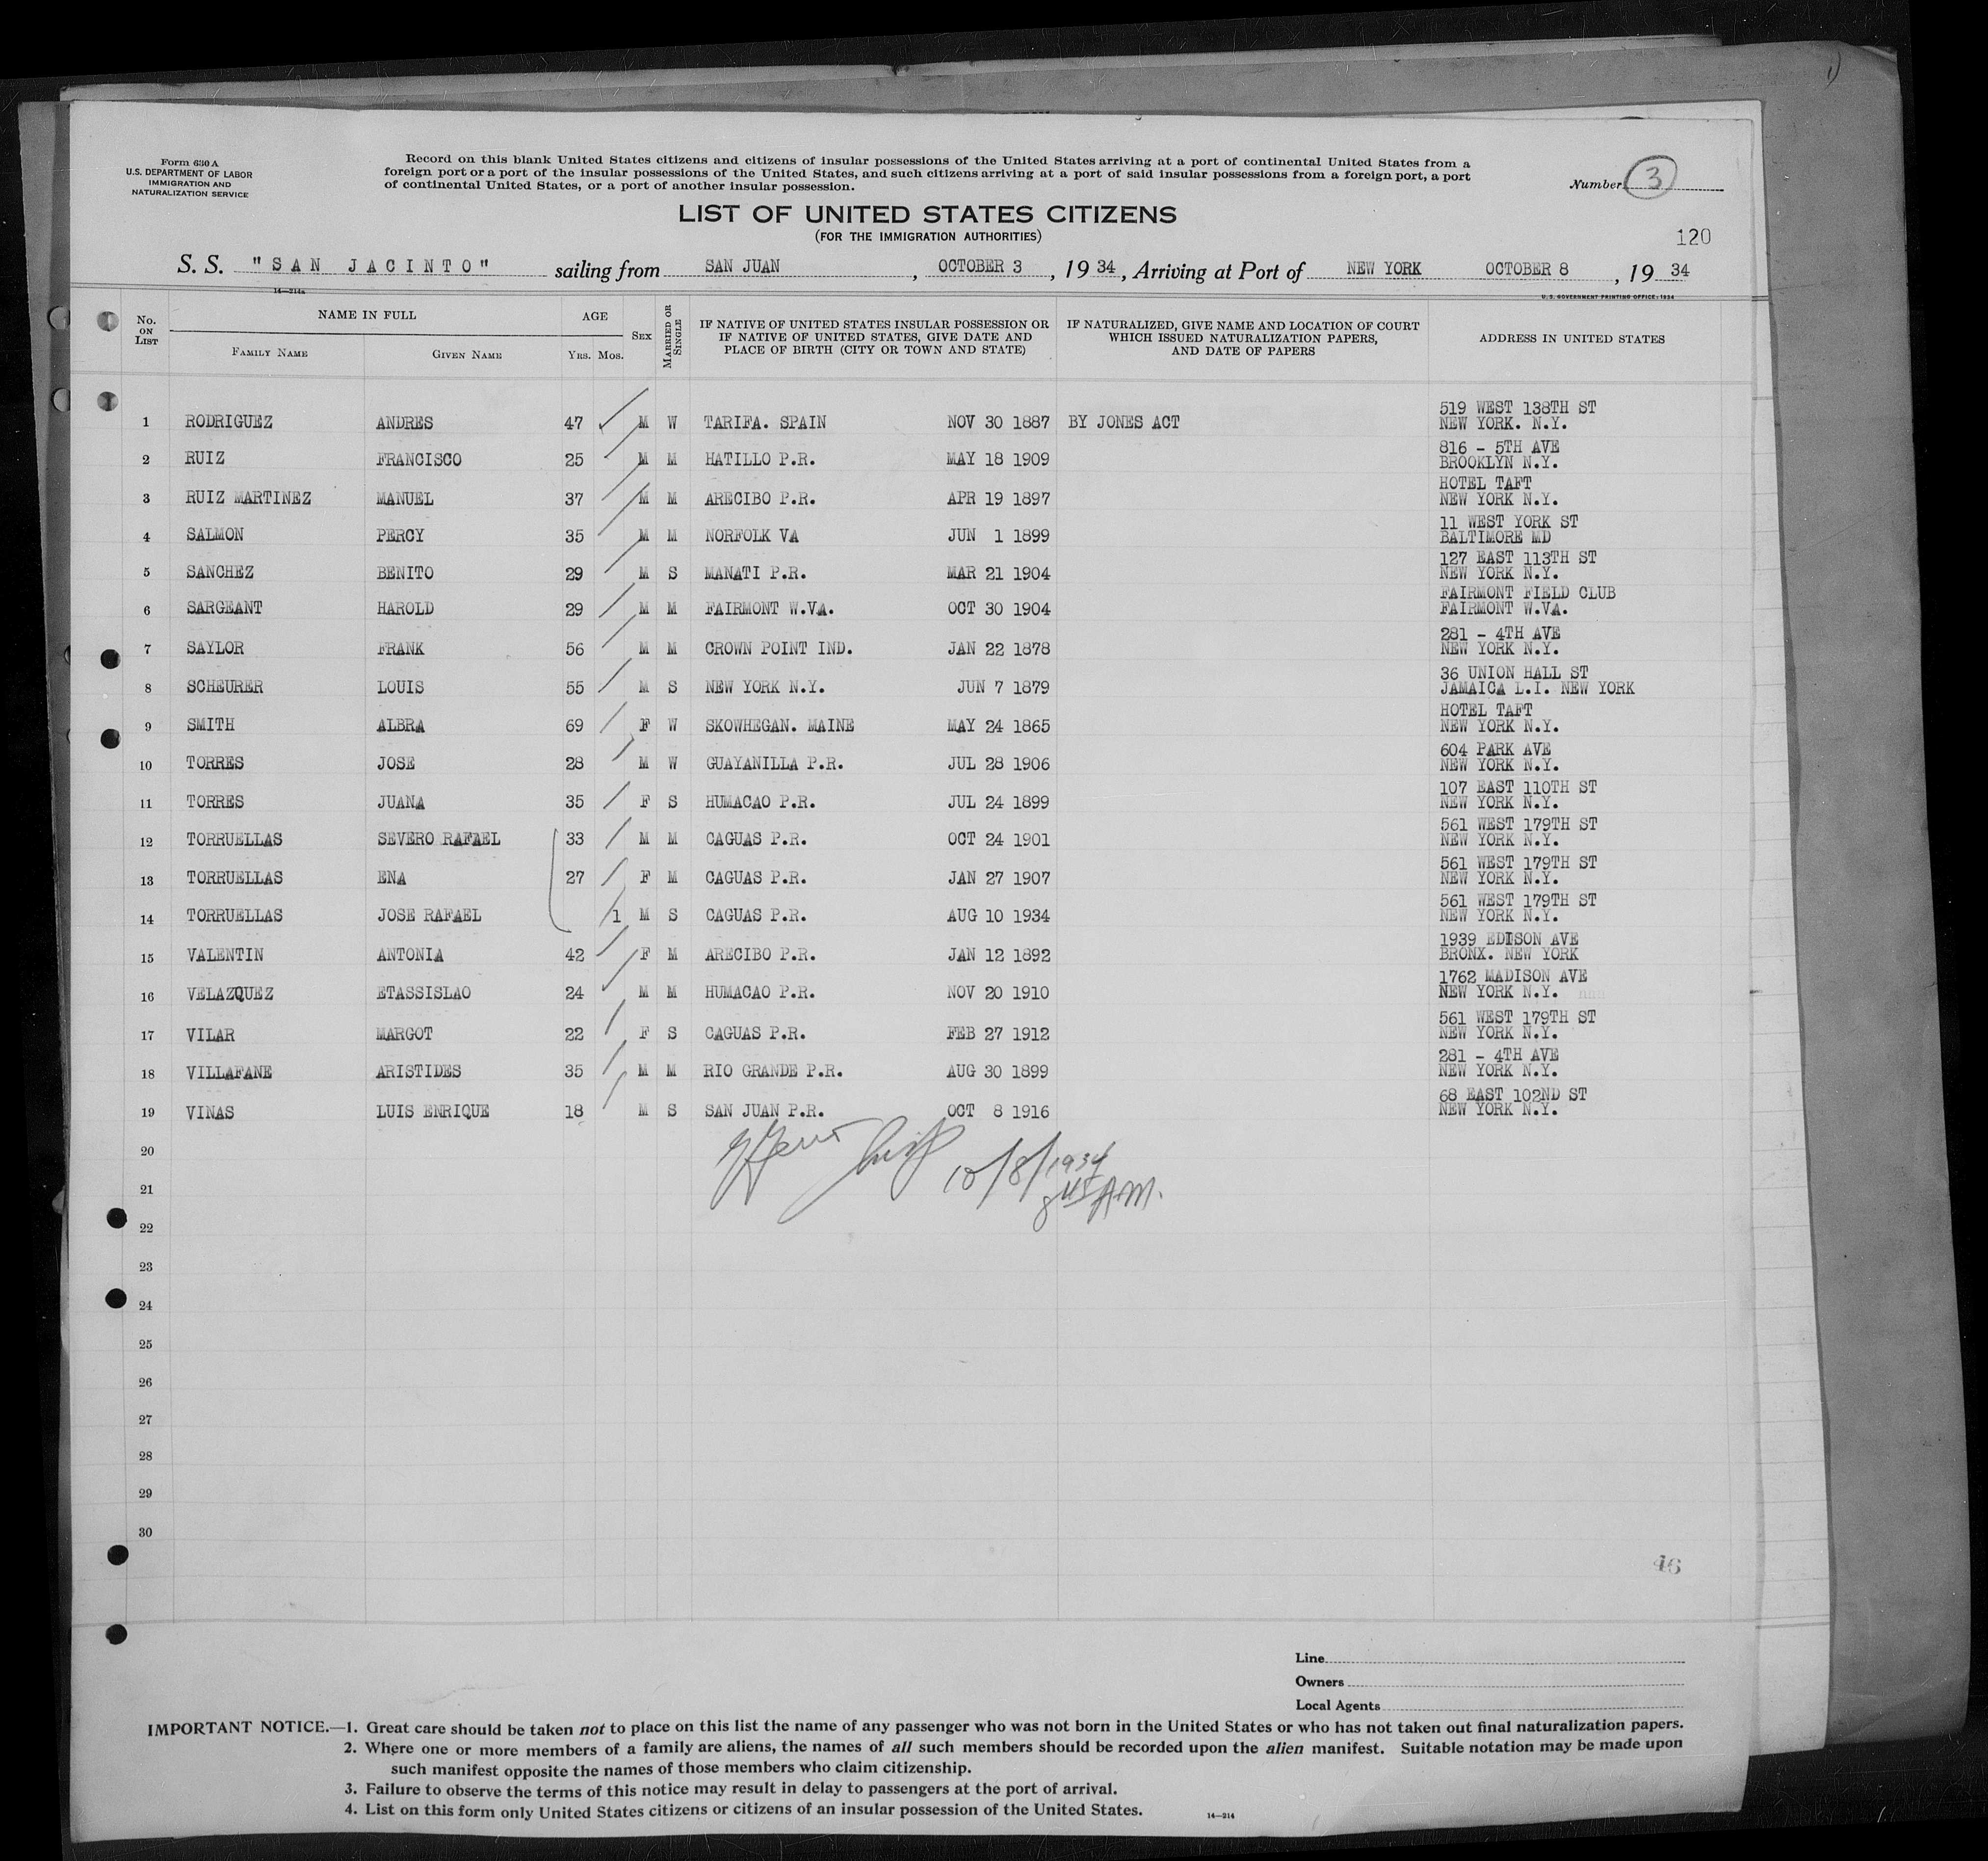 Form 630 A
U.S. DEPARTMENT OF LABOR
IMMIGRATION AND
NATURALIZATION SERVICE
Record on this blank United States citizens and citizens of insular possessions of the United States arriving at a port of continental United States from a
foreign port or a port of the insular possessions of the United States, and such citizens arriving at a port of said insular possessions from a foreign port, a port
of continental United States, or a port of another insular possession.
Number 3
LIST OF UNITED STATES CITIZENS
(FOR THE IMMIGRATION AUTHORITIES)
120
S. S. "SAN JACINTO" sailing from SAN JUAN, OCTOBER 3, 1934, Arriving at Port of NEW YORK OCTOBER 8, 1934
14—214a
U. S. GOVERNMENT PRINTING OFFICE: 1934
No. ON LIST NAME IN FULL FAMILY NAME GIVEN NAME AGE YRS. MOS. SEX MARRIED OR SINGLE IF NATIVE OF UNITED STATES INSULAR POSSESSION OR IF NATIVE OF UNITED STATES, GIVE DATE AND PLACE OF BIRTH (CITY OR TOWN AND STATE) IF NATURALIZED, GIVE NAME AND LOCATION OF COURT WHICH ISSUED NATURALIZATION PAPERS, AND DATE OF PAPERS ADDRESS IN UNITED STATES
1 RODRIGUEZ ANDRES 47 M W TARIFA. SPAIN NOV 30 1887 BY JONES ACT 519 WEST 138TH ST NEW YORK. N.Y.
2 RUIZ FRANCISCO 25 M M HATILLO P.R. MAY 18 1909 816 - 5TH AVE BROOKLYN N.Y.
3 RUIZ MARTINEZ MANUEL 37 M M ARECIBO P.R. APR 19 1897 HOTEL TAFT NEW YORK N.Y.
4 SALMON PERCY 35 M M NORFOLK VA JUN 1 1899 11 WEST YORK ST BALTIMORE MD
5 SANCHEZ BENITO 29 M S MANATI P.R. MAR 21 1904 127 EAST 113TH ST NEW YORK N.Y.
6 SARGEANT HAROLD 29 M M FAIRMONT W.VA. OCT 30 1904 FAIRMONT FIELD CLUB FAIRMONT W.VA.
7 SAYLOR FRANK 56 M M CROWN POINT IND. JAN 22 1878 281 - 4TH AVE NEW YORK N.Y.
8 SCHEURER LOUIS 55 M S NEW YORK N.Y. JUN 7 1879 36 UNION HALL ST JAMAICA L.I. NEW YORK
9 SMITH ALBRA 69 F W SKOWHEGAN. MAINE MAY 24 1865 HOTEL TAFT NEW YORK N.Y.
10 TORRES JOSE 28 M W GUAYANILLA P.R. JUL 28 1906 604 PARK AVE NEW YORK N.Y.
11 TORRES JUANA 35 F S HUMACAO P.R. JUL 24 1899 107 EAST 110TH ST NEW YORK N.Y.
12 TORRUELLAS SEVERO RAFAEL 33 M M CAGUAS P.R. OCT 24 1901 561 WEST 179TH ST NEW YORK N.Y.
13 TORRUELLAS ENA 27 F M CAGUAS P.R. JAN 27 1907 561 WEST 179TH ST NEW YORK N.Y.
14 TORRUELLAS JOSE RAFAEL 1 M S CAGUAS P.R. AUG 10 1934 561 WEST 179TH ST NEW YORK N.Y.
15 VALENTIN ANTONIA 42 F M ARECIBO P.R. JAN 12 1892 1939 EDISON AVE BRONX. NEW YORK
16 VELAZQUEZ ETASSISLAO 24 M M HUMACAO P.R. NOV 20 1910 1762 MADISON AVE NEW YORK N.Y.
17 VILAR MARGOT 22 F S CAGUAS P.R. FEB 27 1912 561 WEST 179TH ST NEW YORK N.Y.
18 VILLAFANE ARISTIDES 35 M M RIO GRANDE P.R. AUG 30 1899 281 - 4TH AVE NEW YORK N.Y.
19 VINAS LUIS ENRIQUE 18 M S SAN JUAN P.R. OCT 8 1916 68 EAST 102ND ST NEW YORK N.Y.
20
10/8/1934
21
A.M.
22
23
24
25
26
27
28
29
30
46
Line
Owners
Local Agents
IMPORTANT NOTICE.—1. Great care should be taken not to place on this list the name of any passenger who was not born in the United States or who has not taken out final naturalization papers.
2. Where one or more members of a family are aliens, the names of all such members should be recorded upon the alien manifest. Suitable notation may be made upon
such manifest opposite the names of those members who claim citizenship.
3. Failure to observe the terms of this notice may result in delay to passengers at the port of arrival.
4. List on this form only United States citizens or citizens of an insular possession of the United States.
14—214